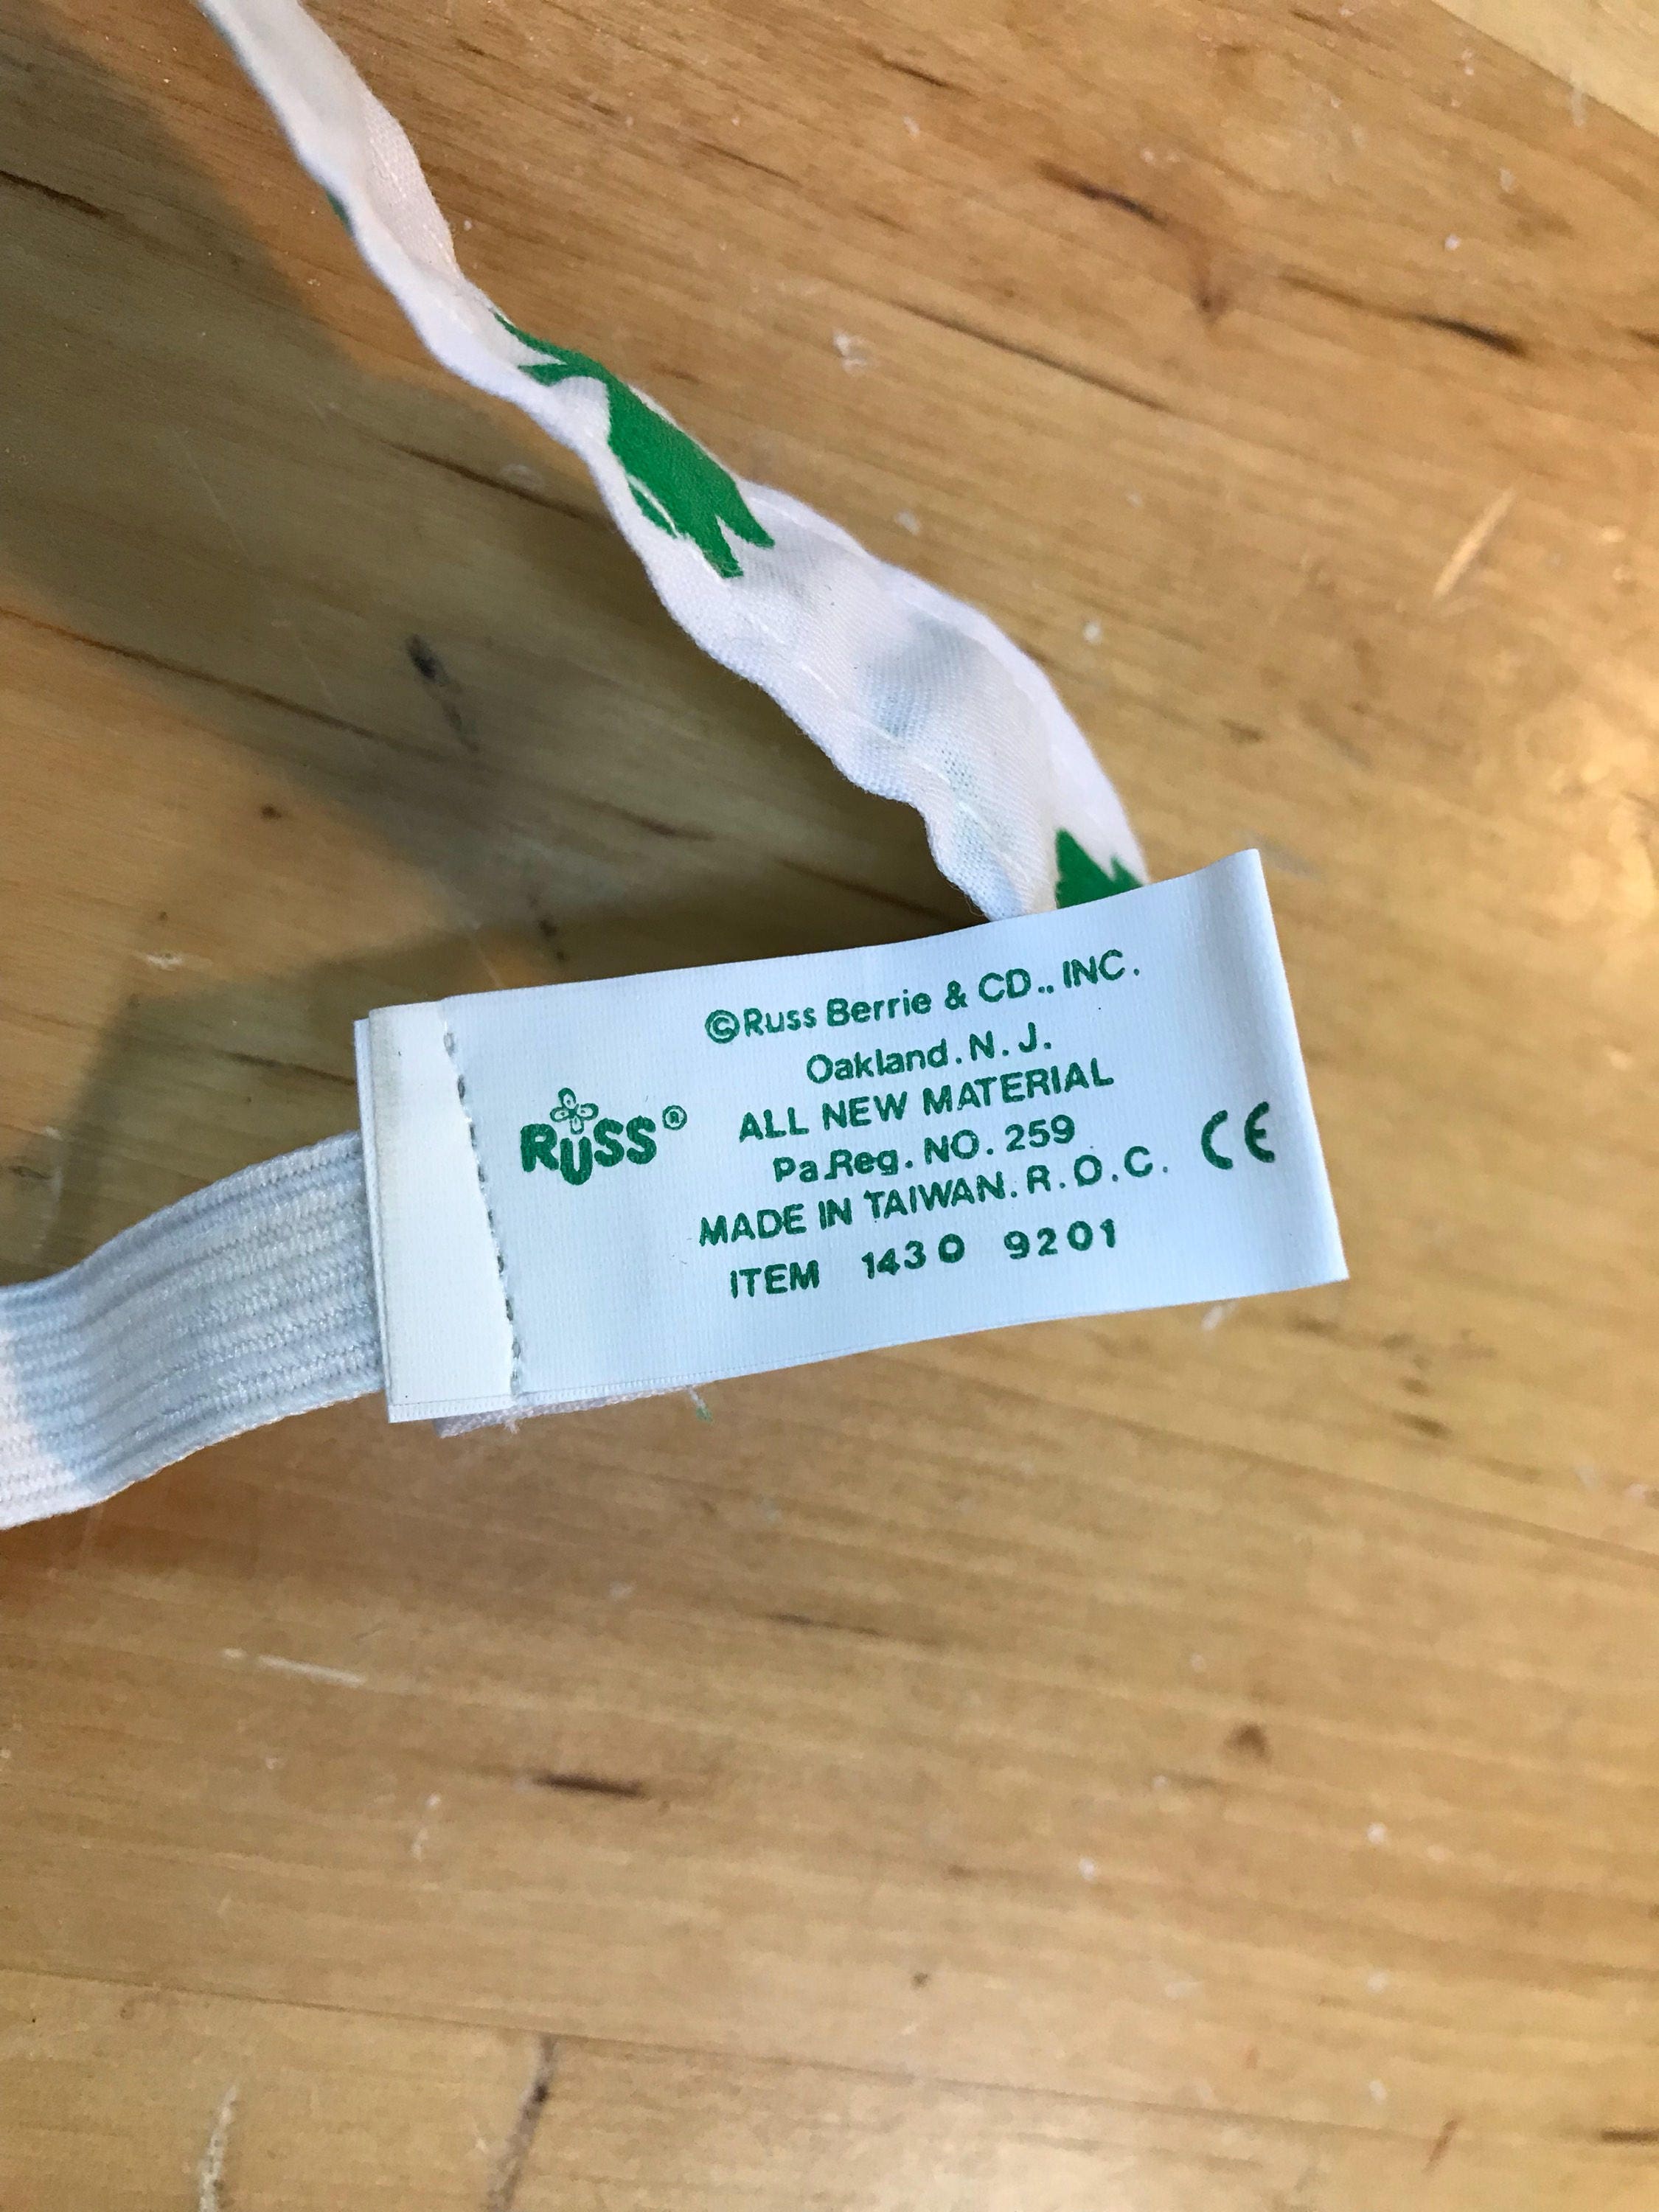 ©Russ Berrie & CD., INC.
Oakland.N.J.
ALL NEW MATERIAL
RUSS®
Pa.Reg. NO. 259
CE
MADE IN TAIWAN.R.O.C.
ITEM 1430 9201